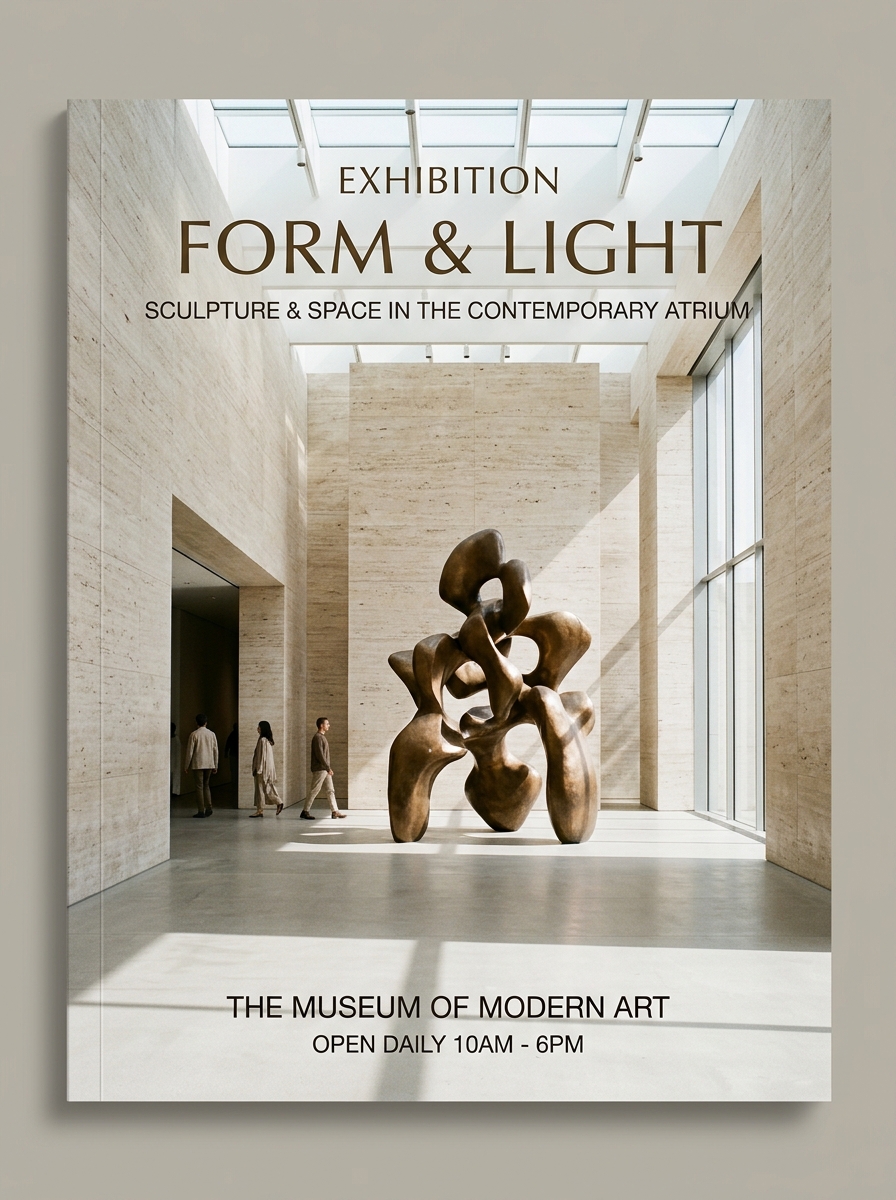 EXHIBITION
FORM & LIGHT
SCULPTURE & SPACE IN THE CONTEMPORARY ATRIUM
THE MUSEUM OF MODERN ART
OPEN DAILY 10AM - 6PM